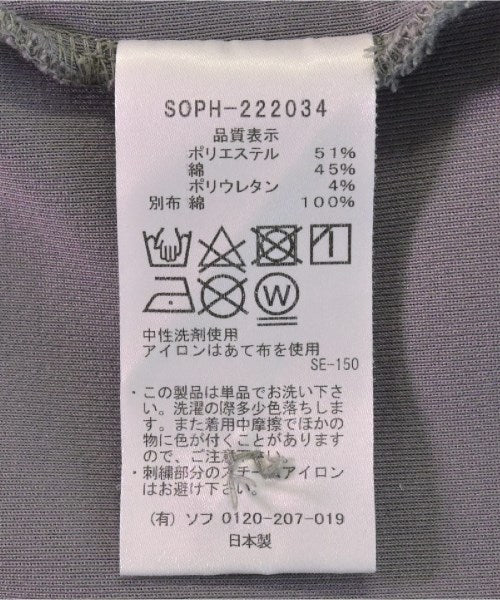 SOPH-222034
品質表示
ポリエステル 51%
綿 45%
ポリウレタン 4%
別布 綿 100%
W
中性洗剤使用
アイロンはあて布を使用
SE-150
・この製品は単品でお洗い下さ
い。洗濯の際多少色落ちしま
す。また着用中摩擦でほかの
物に色が付くことがあります
ので、ご注意下さい。
・刺繍部分のスチームアイロン
はお避け下さい。
(有) ソフ 0120-207-019
日本製